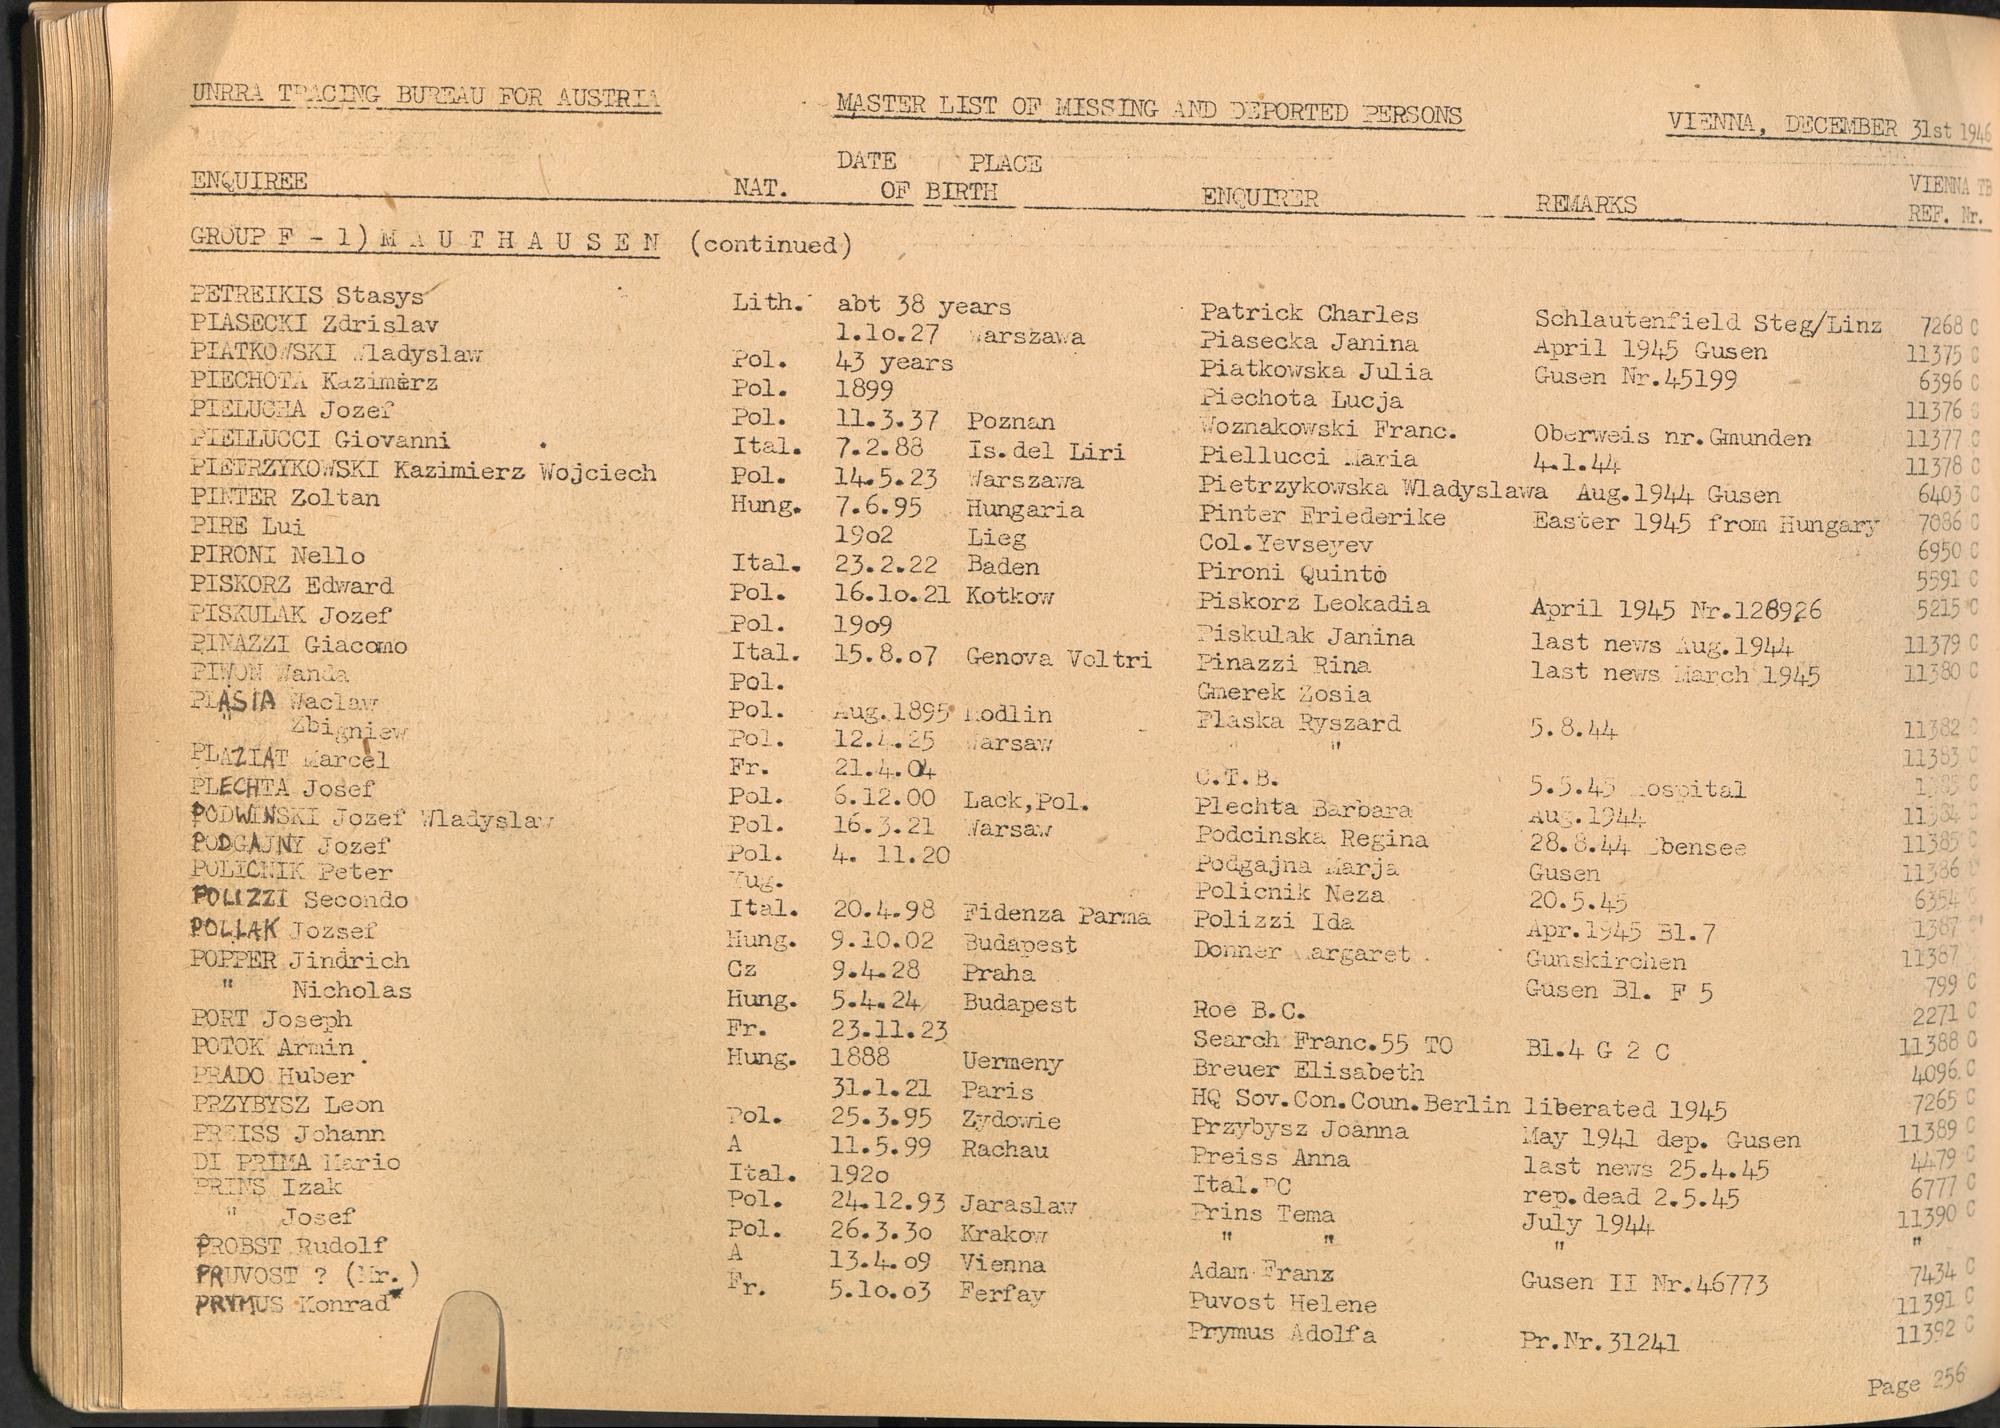 UNRRA TRACING BUREAU FOR AUSTRIA MASTER LIST OF MISSING AND DEPORTED PERSONS VIENNA, DECEMBER 31st 1946
DATE PLACE VIENNA TB
ENQUIREE NAT. OF BIRTH ENQUIRER REMARKS REF. Nr.
GROUP F - 1) M A U T H A U S E N (continued)
PETREIKIS Stasys Lith. abt 38 years Patrick Charles Schlautenfield Steg/Linz 7268 C
PIASECKI Zdrislav 1.10.27 Warszawa Piasecka Janina April 1945 Gusen 11375 C
PIATKOWSKI Wladyslaw Pol. 43 years Piatkowska Julia Gusen Nr.45199 6396 C
PIECHOTA Kazimierz Pol. 1899 Piechota Lucja 11376 C
PIELUCHA Jozef Pol. 11.3.37 Poznan Woznakowski Franc. Oberweis nr.Gmunden 11377 C
PIELLUCCI Giovanni Ital. 7.2.88 Is.del Liri Piellucci Maria 4.1.44 11378 C
PIETRZYKOWSKI Kazimierz Wojciech Pol. 14.5.23 Warszawa Pietrzykowska Wladyslawa Aug.1944 Gusen 6403 C
PINTER Zoltan Hung. 7.6.95 Hungaria Pinter Friederike Easter 1945 from Hungary 7086 C
PIRE Lui 1902 Lieg Col.Yevseyev 6950 C
PIRONI Nello Ital. 23.2.22 Baden Pironi Quinto 5591 C
PISKORZ Edward Pol. 16.10.21 Kotkow Piskorz Leokadia April 1945 Nr.128926 5215 C
PISKULAK Jozef Pol. 1909 Piskulak Janina last news Aug.1944 11379 C
PINAZZI Giacomo Ital. 15.8.07 Genova Voltri Pinazzi Rina last news March 1945 11380 C
PIWON Wanda Pol. Gmerek Zosia
PLASIA Waclaw Pol. Aug.1895 Modlin Plaska Ryszard 5.8.44 11382 C
" Zbigniew Pol. 12.4.25 Warsaw " " 11383
PLAZIAT Marcel Fr. 21.4.04 C.T.B. 5.5.45 Hospital 1385
PLECHTA Josef Pol. 6.12.00 Lack,Pol. Plechta Barbara Aug.1944 11384 C
PODWINSKI Jozef Wladyslaw Pol. 16.3.21 Warsaw Podcinska Regina 28.8.44 Ebensee 11385 C
PODGAJNY Jozef Pol. 4. 11.20 Podgajna Marja Gusen 11386
POLICNIK Peter Yug. Policnik Neza 20.5.45 6354
POLIZZI Secondo Ital. 20.4.98 Fidenza Parma Polizzi Ida Apr.1945 Bl.7 1387
POLLAK Jozsef Hung. 9.10.02 Budapest Donner Margaret Gunskirchen 11387
POPPER Jindrich Cz 9.4.28 Praha Gusen Bl. F 5 799 C
" Nicholas Hung. 5.4.24 Budapest Roe B.C. 2271 C
PORT Joseph Fr. 23.11.23 Search Franc.55 TO Bl.4 G 2 C 11388 C
POTOK Armin Hung. 1888 Uermeny Breuer Elisabeth 4096 C
PRADO Huber 31.1.21 Paris HQ Sov.Con.Coun.Berlin liberated 1945 7265 C
PRZYBYSZ Leon Pol. 25.3.95 Zydowie Przybysz Joanna May 1941 dep. Gusen 11389 C
PREISS Johann A 11.5.99 Rachau Preiss Anna last news 25.4.45 4479 C
DI PRIMA Mario Ital. 1920 Ital.PC rep.dead 2.5.45 6777 C
PRINS Izak Pol. 24.12.93 Jaraslaw Prins Tema July 1944 11390 C
" Josef Pol. 26.3.30 Krakow " " " "
PROBST Rudolf A 13.4.09 Vienna Adam Franz Gusen II Nr.46773 7434 C
PRUVOST ? (Mr.) Fr. 5.10.03 Ferfay Puvost Helene 11391 C
PRYMUS Konrad Prymus Adolfa Pr.Nr.31241 11392 C
Page 256